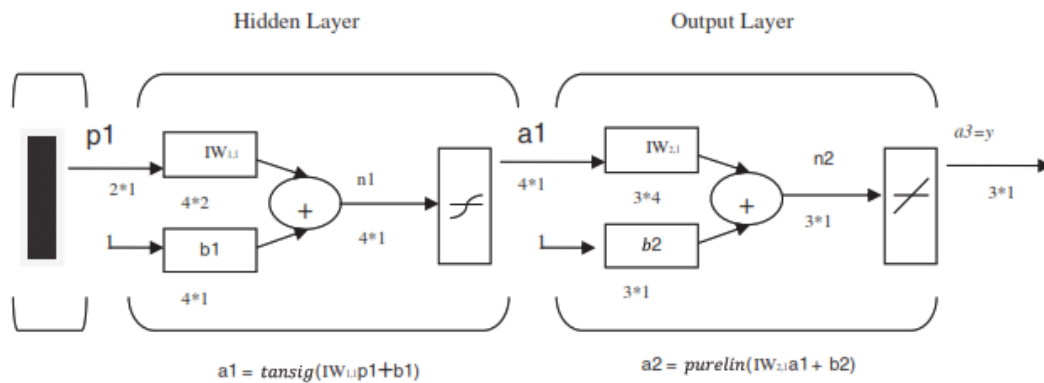 Hidden Layer
Output Layer
p1
2*1
IW1,1
4*2
1
b1
4*1
+
n1
4*1
a1
4*1
IW2,1
3*4
1
b2
3*1
+
n2
3*1
a3=y
3*1
a1 = tansig(IW1,1p1+b1)
a2 = purelin(IW2,1a1 + b2)